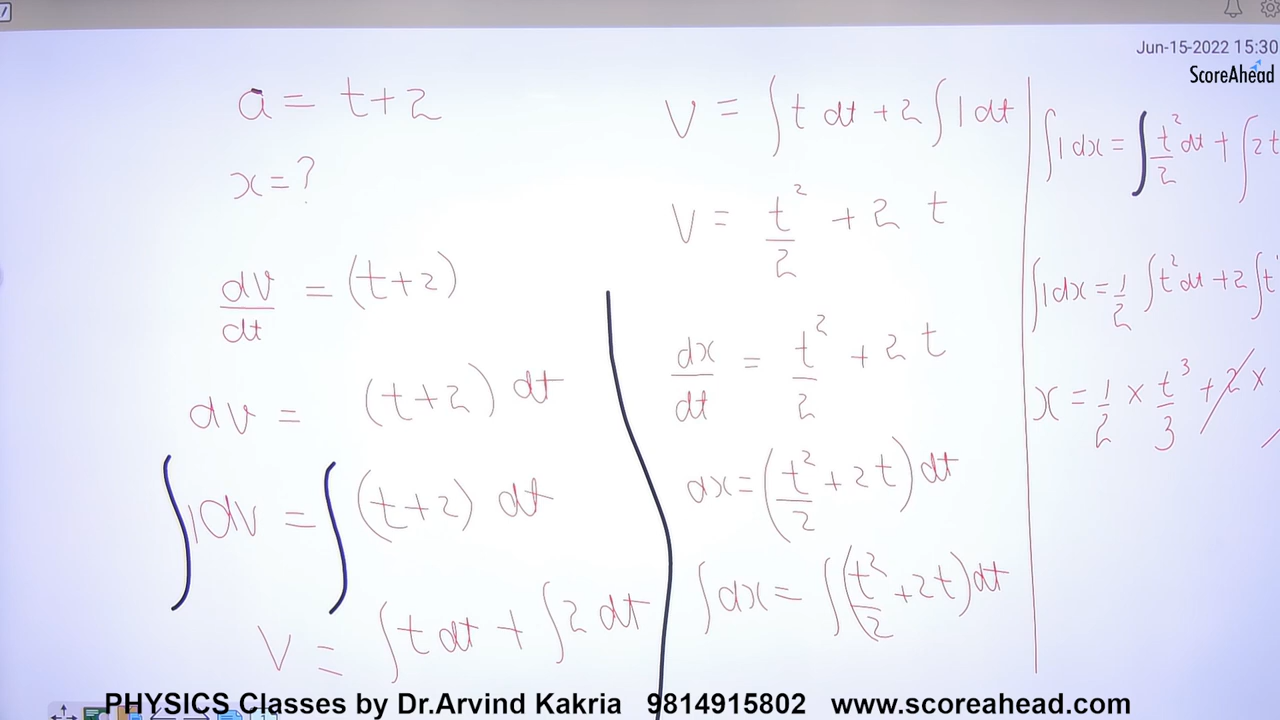 Jun-15-2022 15:30
ScoreAhead
a = t+2
x = ?
dv/dt = (t+2)
dv = (t+2) dt
∫1dv = ∫(t+2) dt
V = ∫t dt + ∫2 dt
V = ∫t dt + 2∫1 dt
V = t²/2 + 2 t
dx/dt = t²/2 + 2 t
dx = (t²/2 + 2 t) dt
∫dx = ∫(t²/2 + 2t) dt
∫1 dx = ∫t²/2 dt + ∫2t
∫1 dx = 1/2 ∫t² dt + 2∫t
x = 1/2 × t³/3 + 2 ×
PHYSICS Classes by Dr.Arvind Kakria 9814915802 www.scoreahead.com